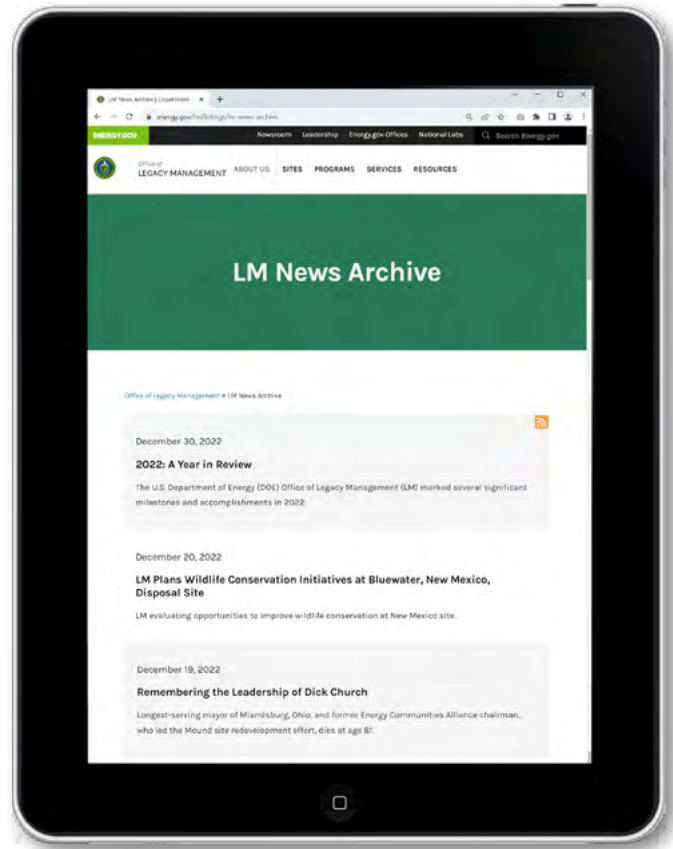 LM News Archive | Department
energy.gov/lm/listings/lm-news-archive
ENERGY.GOV
Newsroom Leadership Energy.gov Offices National Labs Search Energy.gov
Office of
LEGACY MANAGEMENT ABOUT US SITES PROGRAMS SERVICES RESOURCES
LM News Archive
Office of Legacy Management » LM News Archive
December 30, 2022
2022: A Year in Review
The U.S. Department of Energy (DOE) Office of Legacy Management (LM) marked several significant
milestones and accomplishments in 2022.
December 20, 2022
LM Plans Wildlife Conservation Initiatives at Bluewater, New Mexico,
Disposal Site
LM evaluating opportunities to improve wildlife conservation at New Mexico site.
December 19, 2022
Remembering the Leadership of Dick Church
Longest-serving mayor of Miamisburg, Ohio, and former Energy Communities Alliance chairman,
who led the Mound site redevelopment effort, dies at age 81.